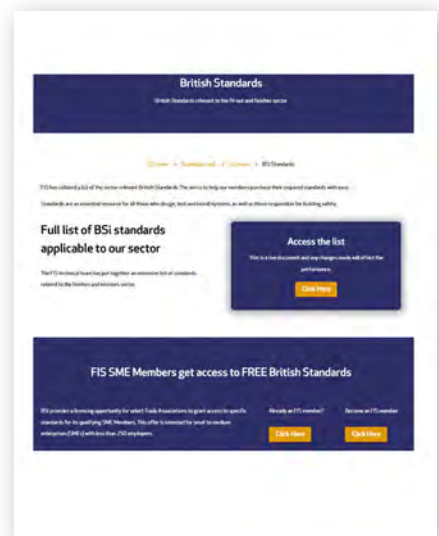 British Standards
British Standards relevant to the fit-out and finishes sector
BSI Standards
FIS has collated a list of the sector relevant British Standards. The aim is to help our members purchase their required standards with ease.
Standards are an essential resource for all those who design, test and install systems, as well as those responsible for building safety.
Full list of BSi standards
applicable to our sector
The FIS technical team has put together an extensive list of standards
related to the finishes and interiors sector.
Access the list
This is a live document and any changes made will affect the
performance.
Click Here
FIS SME Members get access to FREE British Standards
BSI provides a licensing opportunity for select Trade Associations to grant access to specific
standards for its qualifying SME Members. This offer is intended for small to medium
enterprises (SMEs) with less than 250 employees.
Already an FIS member?
Click Here
Become an FIS member
Click Here